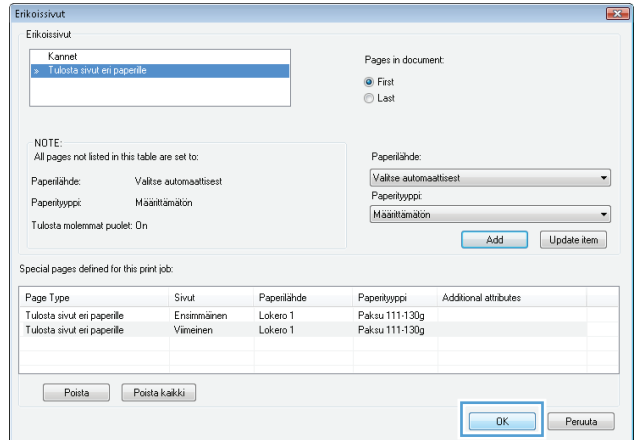 Erikoissivut
Erikoissivut
Kannet
» Tulosta sivut eri paperille
Pages in document:
First
Last
NOTE:
All pages not listed in this table are set to:
Paperilähde: Valitse automaattisest
Paperityyppi: Määrittämätön
Tulosta molemmat puolet: On
Paperilähde:
Valitse automaattisest
Paperityyppi:
Määrittämätön
Add Update item
Special pages defined for this print job:
Page Type Sivut Paperilähde Paperityyppi Additional attributes
Tulosta sivut eri paperille Ensimmäinen Lokero 1 Paksu 111-130g
Tulosta sivut eri paperille Viimeinen Lokero 1 Paksu 111-130g
Poista Poista kaikki
OK Peruuta